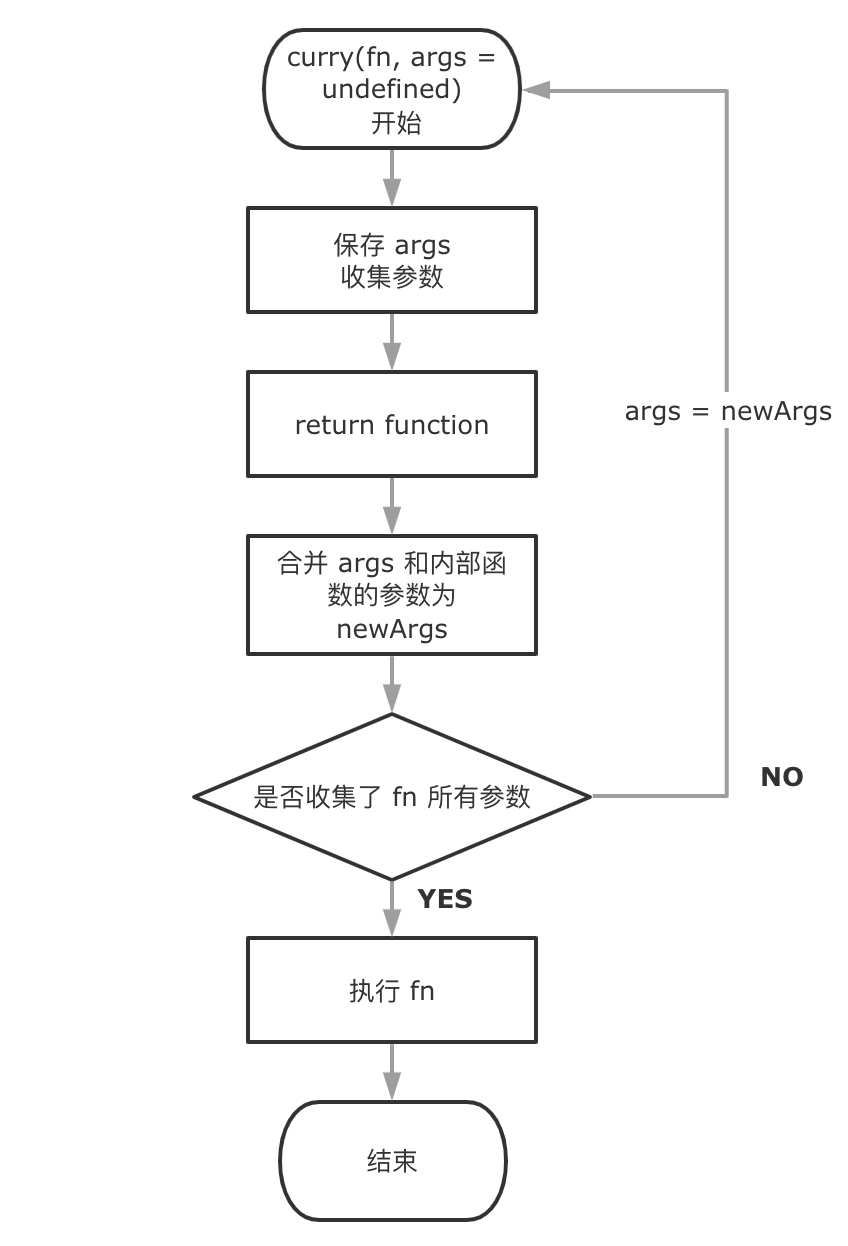 curry(fn, args =
undefined)
开始
保存 args
收集参数
return function
args = newArgs
合并 args 和内部函
数的参数为
newArgs
NO
是否收集了 fn 所有参数
YES
执行 fn
结束